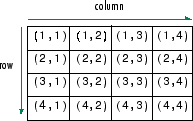 column
row
(1,1) (1,2) (1,3) (1,4)
(2,1) (2,2) (2,3) (2,4)
(3,1) (3,2) (3,3) (3,4)
(4,1) (4,2) (4,3) (4,4)